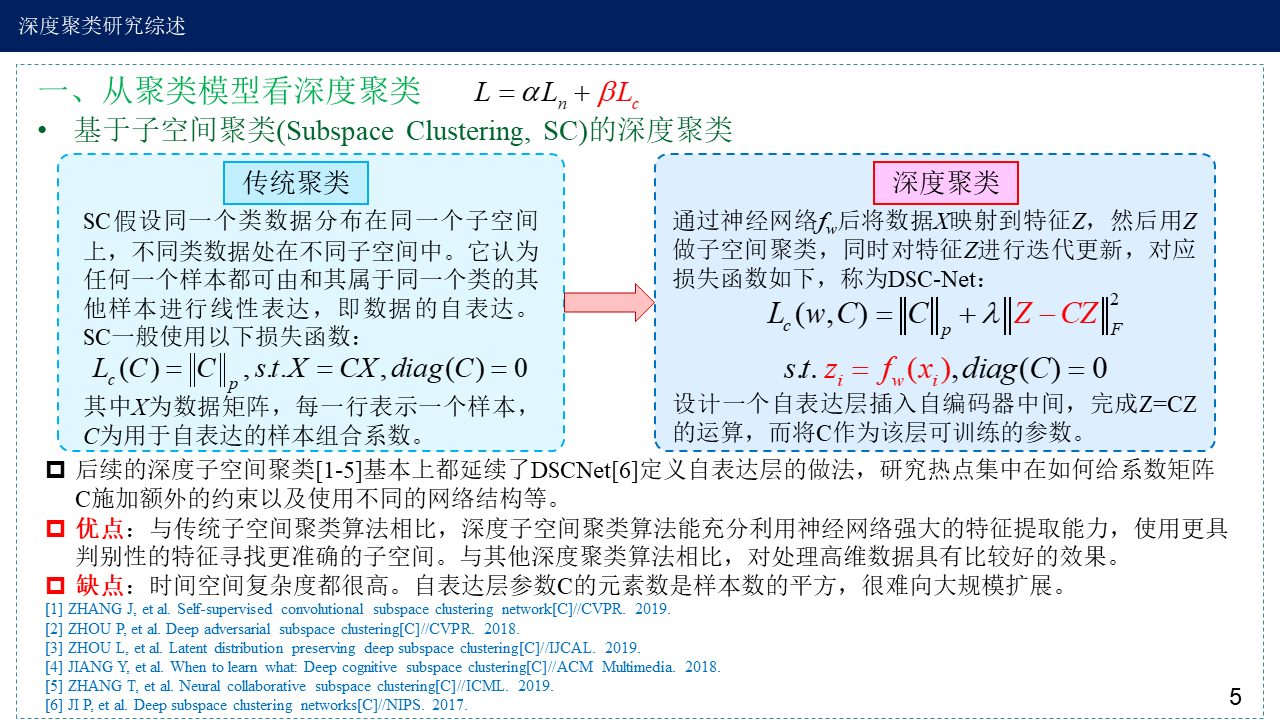 深度聚类研究综述
一、从聚类模型看深度聚类 L = αLₙ + βL_c
• 基于子空间聚类(Subspace Clustering, SC)的深度聚类
传统聚类
SC假设同一个类数据分布在同一个子空间
上，不同类数据处在不同子空间中。它认为
任何一个样本都可由和其属于同一个类的其
他样本进行线性表达，即数据的自表达。
SC一般使用以下损失函数：
L_c(C) = ‖C‖_p , s.t. X = CX, diag(C) = 0
其中X为数据矩阵，每一行表示一个样本，
C为用于自表达的样本组合系数。
深度聚类
通过神经网络f_w后将数据X映射到特征Z，然后用Z
做子空间聚类，同时对特征Z进行迭代更新，对应
损失函数如下，称为DSC-Net：
L_c(w,C) = ‖C‖_p + λ‖Z − CZ‖²_F
s.t. z_i = f_w(x_i), diag(C) = 0
设计一个自表达层插入自编码器中间，完成Z=CZ
的运算，而将C作为该层可训练的参数。
后续的深度子空间聚类[1-5]基本上都延续了DSCNet[6]定义自表达层的做法，研究热点集中在如何给系数矩阵
C施加额外的约束以及使用不同的网络结构等。
优点：与传统子空间聚类算法相比，深度子空间聚类算法能充分利用神经网络强大的特征提取能力，使用更具
判别性的特征寻找更准确的子空间。与其他深度聚类算法相比，对处理高维数据具有比较好的效果。
缺点：时间空间复杂度都很高。自表达层参数C的元素数是样本数的平方，很难向大规模扩展。
[1] ZHANG J, et al. Self-supervised convolutional subspace clustering network[C]//CVPR. 2019.
[2] ZHOU P, et al. Deep adversarial subspace clustering[C]//CVPR. 2018.
[3] ZHOU L, et al. Latent distribution preserving deep subspace clustering[C]//IJCAL. 2019.
[4] JIANG Y, et al. When to learn what: Deep cognitive subspace clustering[C]//ACM Multimedia. 2018.
[5] ZHANG T, et al. Neural collaborative subspace clustering[C]//ICML. 2019.
[6] JI P, et al. Deep subspace clustering networks[C]//NIPS. 2017.
5